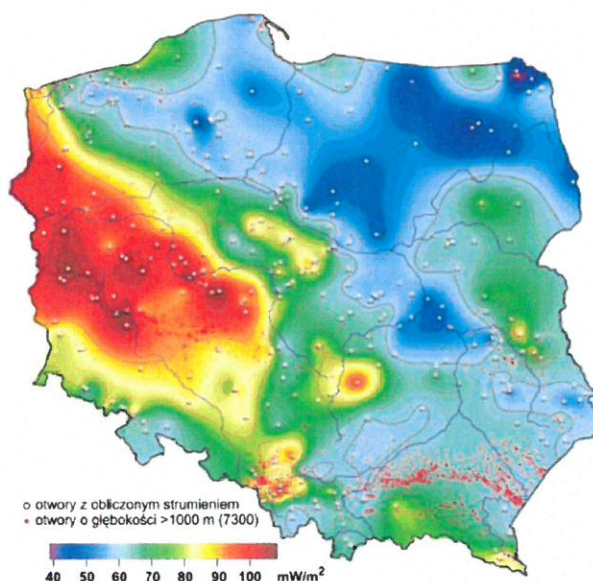 otwory z obliczonym strumieniem
otwory o głębokości >1000 m (7300)
40 50 60 70 80 90 100 mW/m²